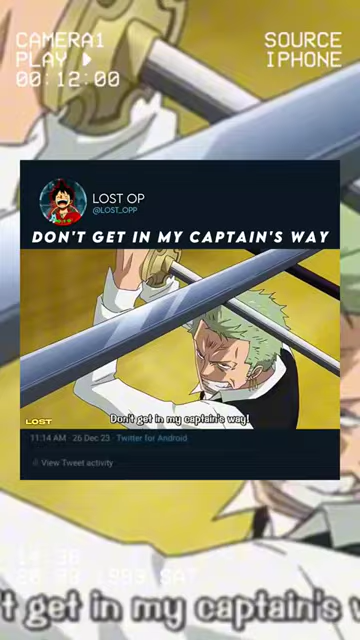 CAMERA1
PLAY
00:12:00
SOURCE
IPHONE
LOST OP
@LOST_OPP
DON'T GET IN MY CAPTAIN'S WAY
Don't get in my captain's way!
LOST
11:14 AM · 26 Dec 23 · Twitter for Android
View Tweet activity
't get in my captain's